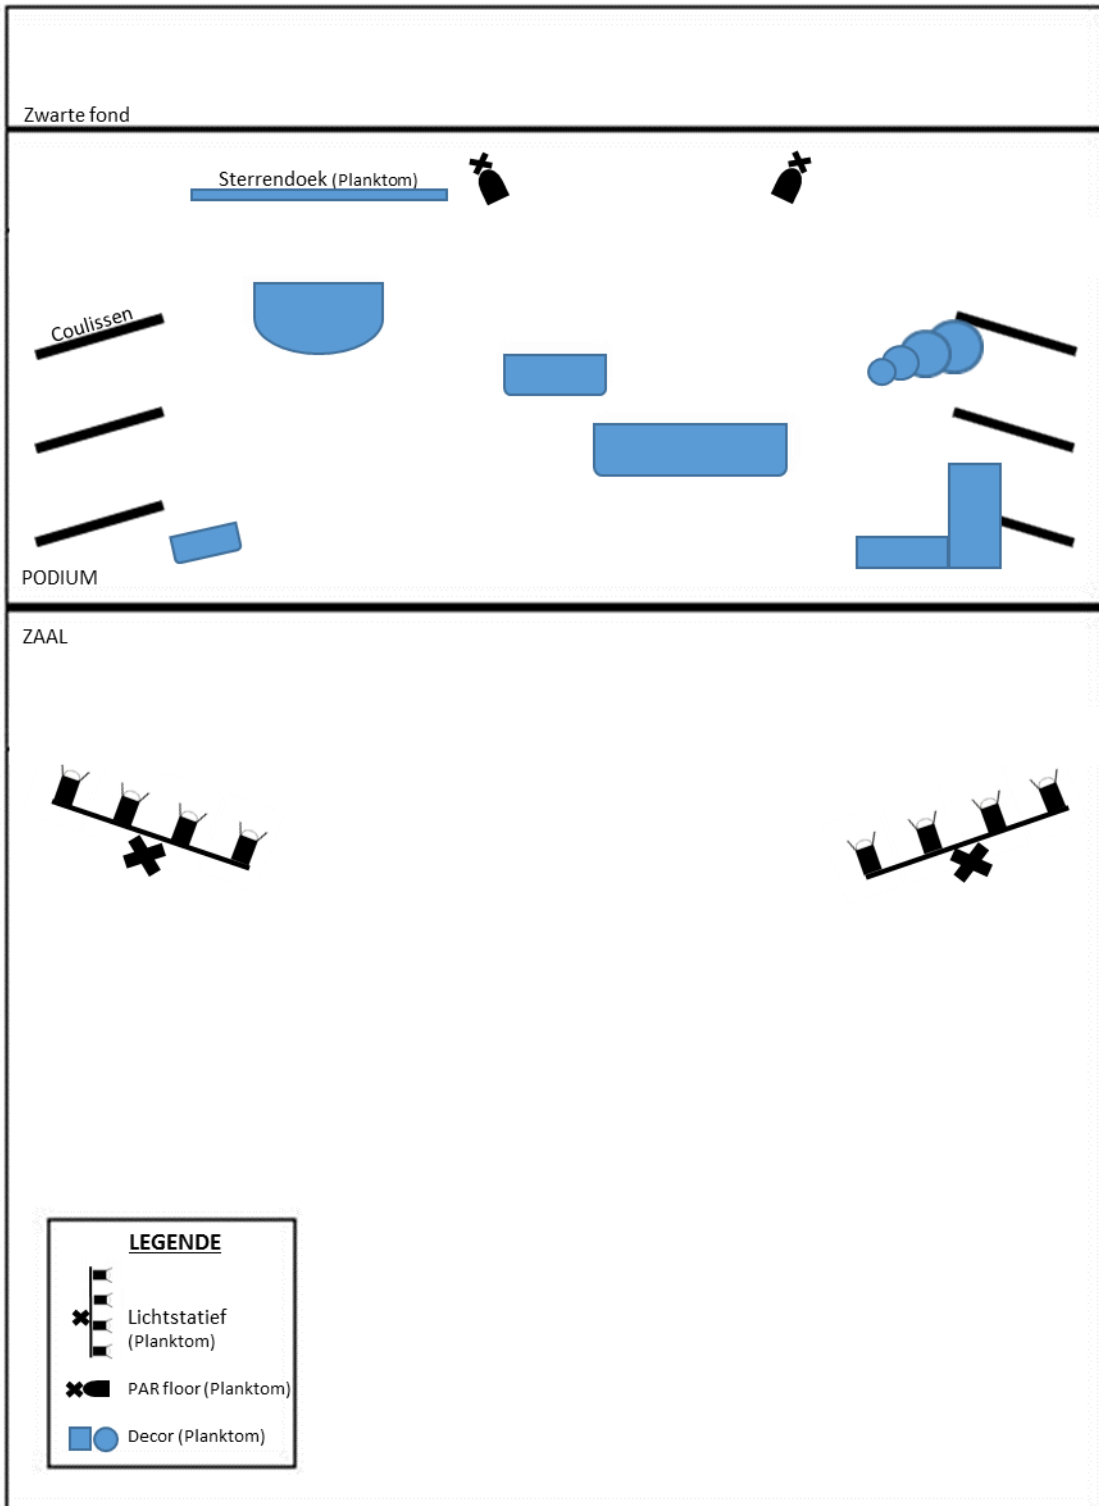 Zwarte fond
Sterrendoek (Planktom)
Coulissen
PODIUM
ZAAL
LEGENDE
Lichtstatief
(Planktom)
PAR floor (Planktom)
Decor (Planktom)